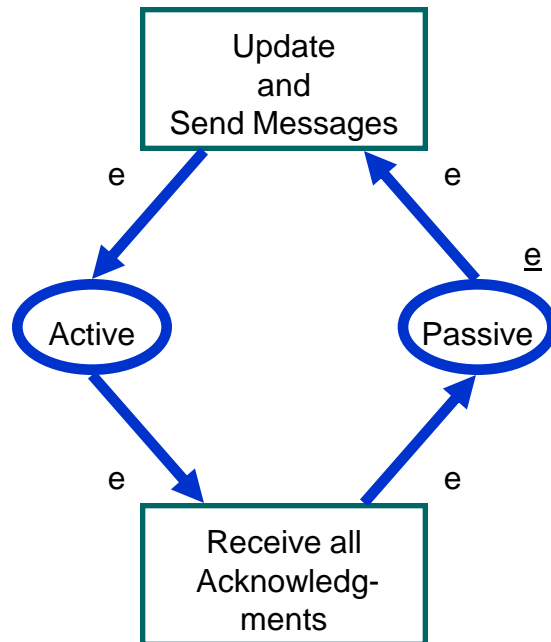 Update
and
Send Messages
e
e
e
Active
Passive
e
e
Receive all
Acknowledg-
ments